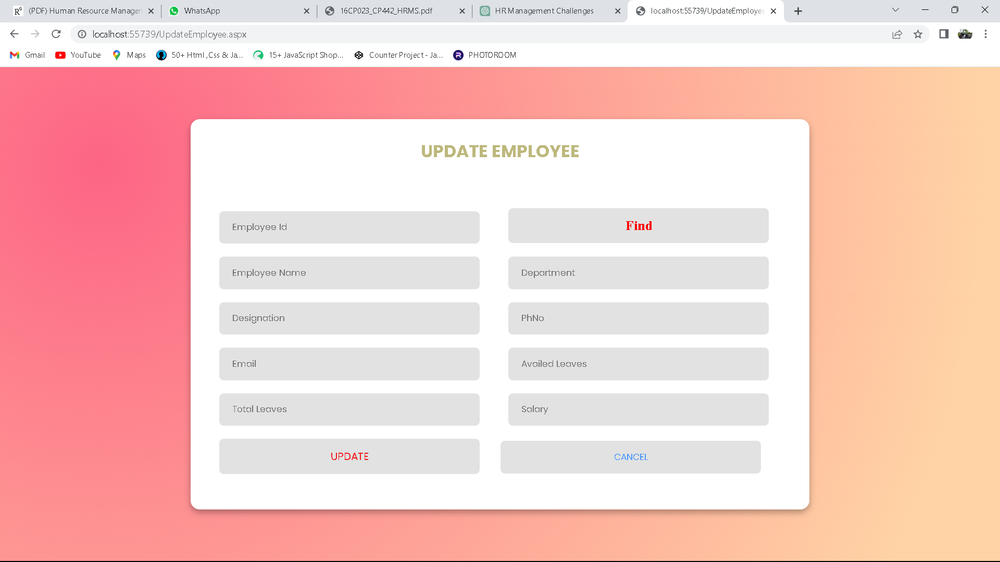 (PDF) Human Resource Managen
WhatsApp
16CP023_CP442_HRMS.pdf
HR Management Challenges
localhost:55739/UpdateEmployee
localhost:55739/UpdateEmployee.aspx
Gmail
YouTube
Maps
50+ Html ,Css & Ja...
15+ JavaScript Shop...
Counter Project - Ja...
PHOTOROOM
UPDATE EMPLOYEE
Employee Id
Find
Employee Name
Department
Designation
PhNo
Email
Availed Leaves
Total Leaves
Salary
UPDATE
CANCEL